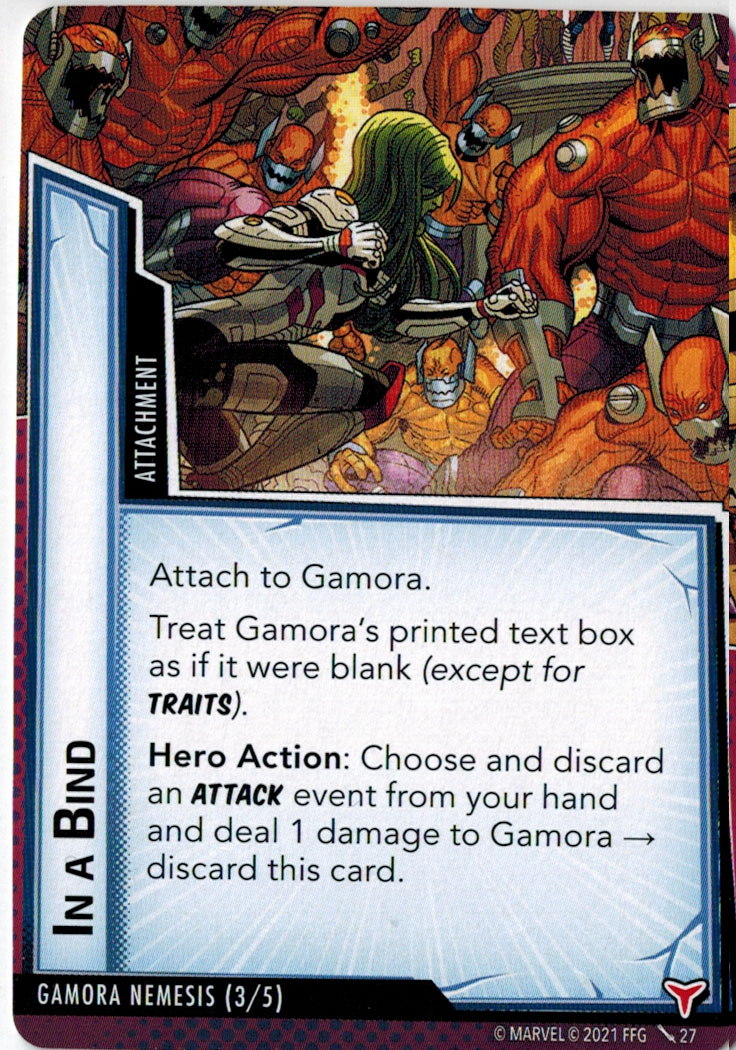 ATTACHMENT
IN A BIND
Attach to Gamora.
Treat Gamora's printed text box
as if it were blank (except for
TRAITS).
Hero Action: Choose and discard
an ATTACK event from your hand
and deal 1 damage to Gamora →
discard this card.
GAMORA NEMESIS (3/5)
© MARVEL © 2021 FFG 27